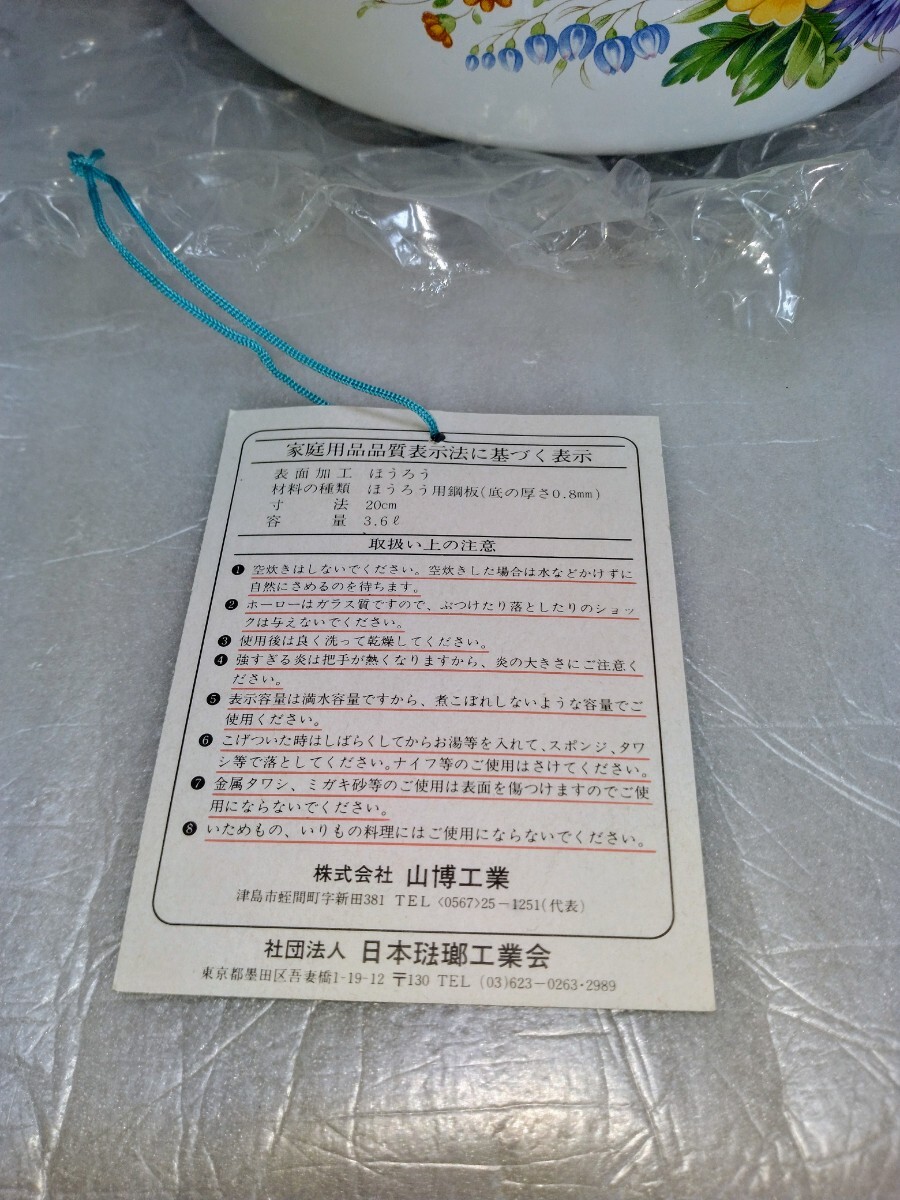 家庭用品品質表示法に基づく表示
表面加工 ほうろう
材料の種類 ほうろう用鋼板(底の厚さ0.8mm)
寸法 20cm
容量 3.6ℓ
取扱い上の注意
❶ 空炊きはしないでください。空炊きした場合は水などかけずに
自然にさめるのを待ちます。
❷ ホーローはガラス質ですので、ぶつけたり落としたりのショッ
クは与えないでください。
❸ 使用後は良く洗って乾燥してください。
❹ 強すぎる炎は把手が熱くなりますから、炎の大きさにご注意く
ださい。
❺ 表示容量は満水容量ですから、煮こぼれしないような容量でご
使用ください。
❻ こげついた時はしばらくしてからお湯等を入れて、スポンジ、タワ
シ等で落としてください。ナイフ等のご使用はさけてください。
❼ 金属タワシ、ミガキ砂等のご使用は表面を傷つけますのでご使
用にならないでください。
❽ いためもの、いりもの料理にはご使用にならないでください。
株式会社 山博工業
津島市蛭間町字新田381 TEL〈0567〉25-1251(代表)
社団法人 日本琺瑯工業会
東京都墨田区吾妻橋1-19-12 〒130 TEL (03)623-0263・2989